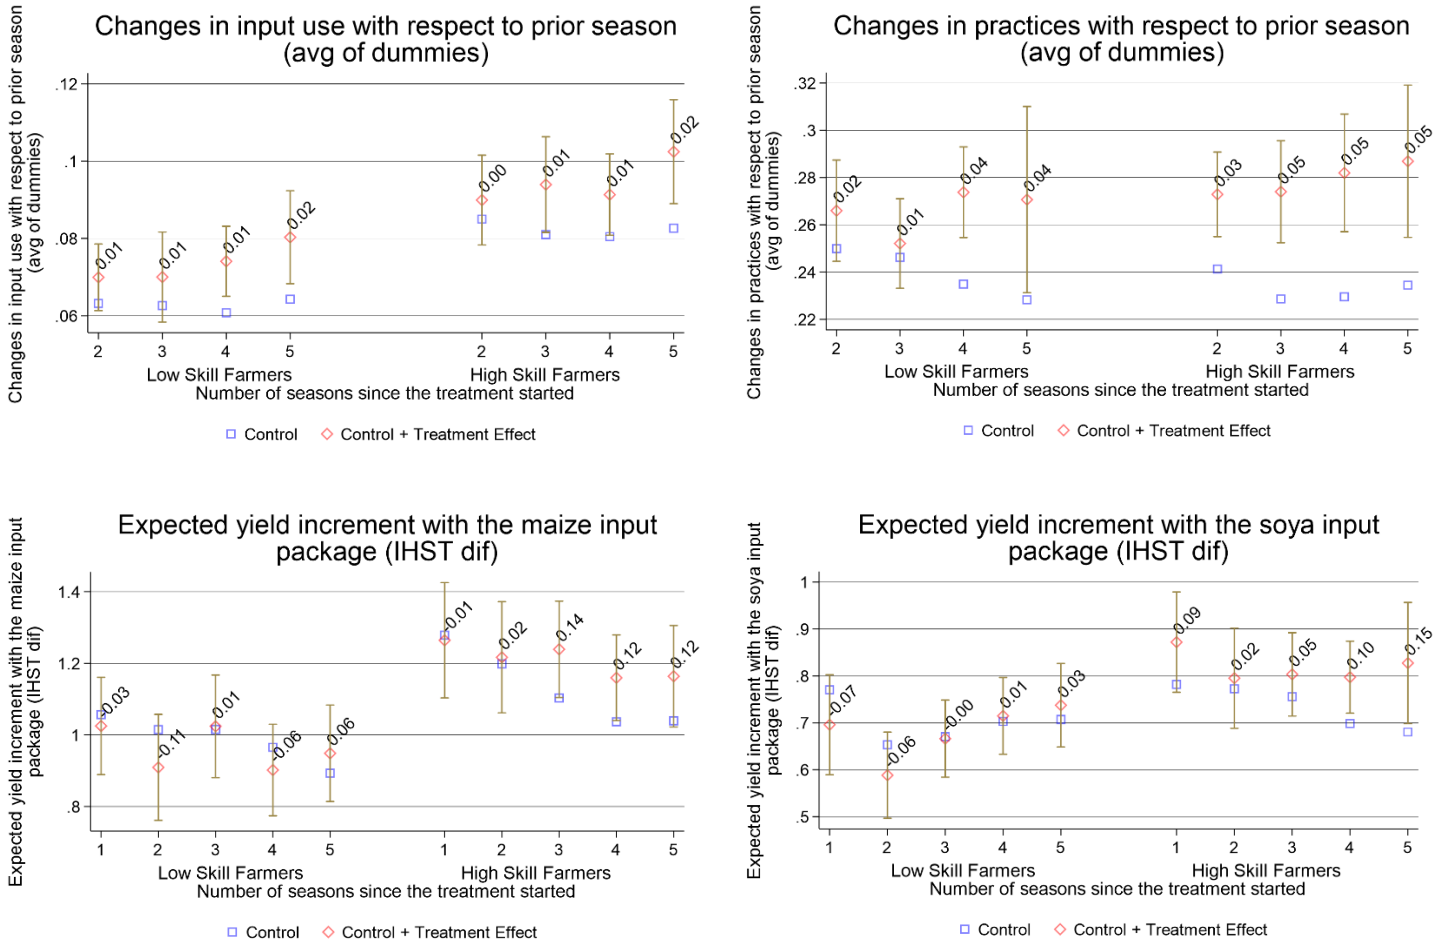 Changes in input use with respect to prior season
(avg of dummies)
Changes in input use with respect to prior season
(avg of dummies)
.12
.1
.08
.06
0.01
0.01
0.01
0.02
0.00
0.01
0.01
0.02
2 3 4 5 2 3 4 5
Low Skill Farmers High Skill Farmers
Number of seasons since the treatment started
Control Control + Treatment Effect
Changes in practices with respect to prior season
(avg of dummies)
Changes in practices with respect to prior season
(avg of dummies)
.32
.3
.28
.26
.24
.22
0.02
0.01
0.04
0.04
0.03
0.05
0.05
0.05
2 3 4 5 2 3 4 5
Low Skill Farmers High Skill Farmers
Number of seasons since the treatment started
Control Control + Treatment Effect
Expected yield increment with the maize input
package (IHST dif)
Expected yield increment with the maize input
package (IHST dif)
1.4
1.2
1
.8
-0.03
-0.11
0.01
-0.06
0.06
-0.01
0.02
0.14
0.12
0.12
1 2 3 4 5 1 2 3 4 5
Low Skill Farmers High Skill Farmers
Number of seasons since the treatment started
Control Control + Treatment Effect
Expected yield increment with the soya input
package (IHST dif)
Expected yield increment with the soya input
package (IHST dif)
1
.9
.8
.7
.6
.5
-0.07
-0.06
-0.00
0.01
0.03
0.09
0.02
0.05
0.10
0.15
1 2 3 4 5 1 2 3 4 5
Low Skill Farmers High Skill Farmers
Number of seasons since the treatment started
Control Control + Treatment Effect